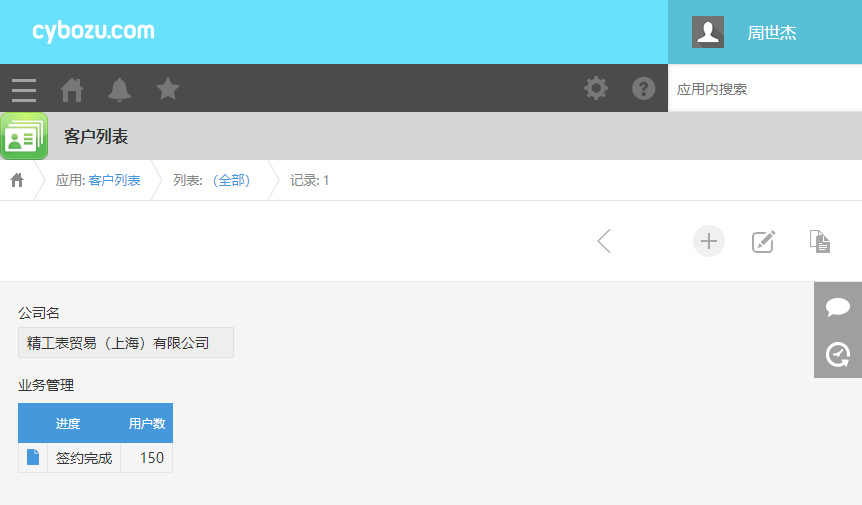 cybozu.com
周世杰
应用内搜索
客户列表
应用: 客户列表 列表: （全部） 记录: 1
公司名
精工表贸易（上海）有限公司
业务管理
进度 用户数
签约完成 150